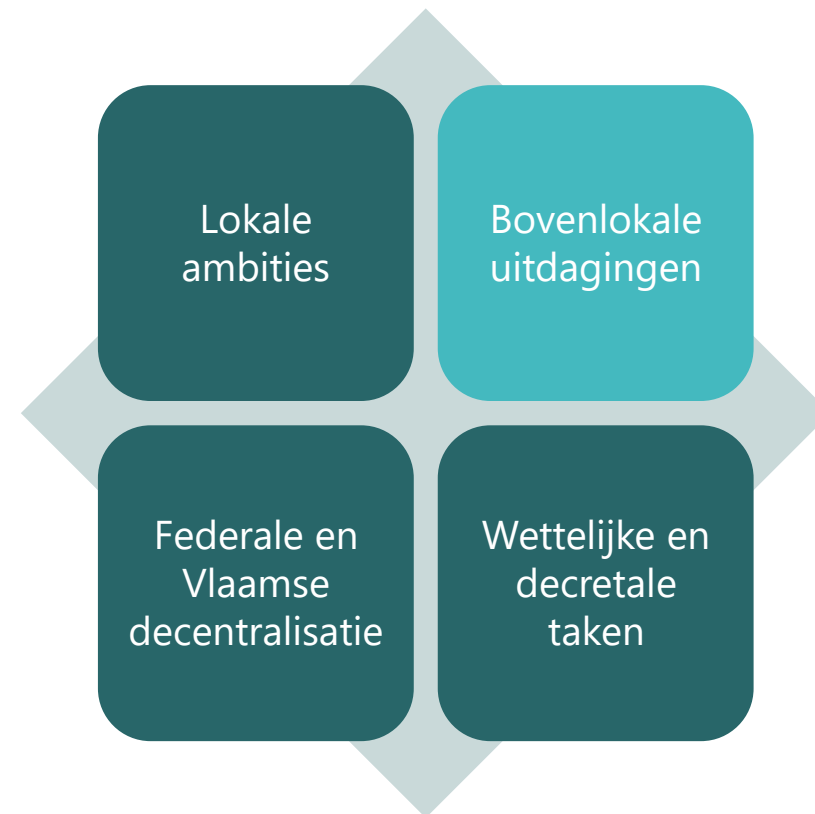 Lokale
ambities
Bovenlokale
uitdagingen
Federale en
Vlaamse
decentralisatie
Wettelijke en
decretale
taken